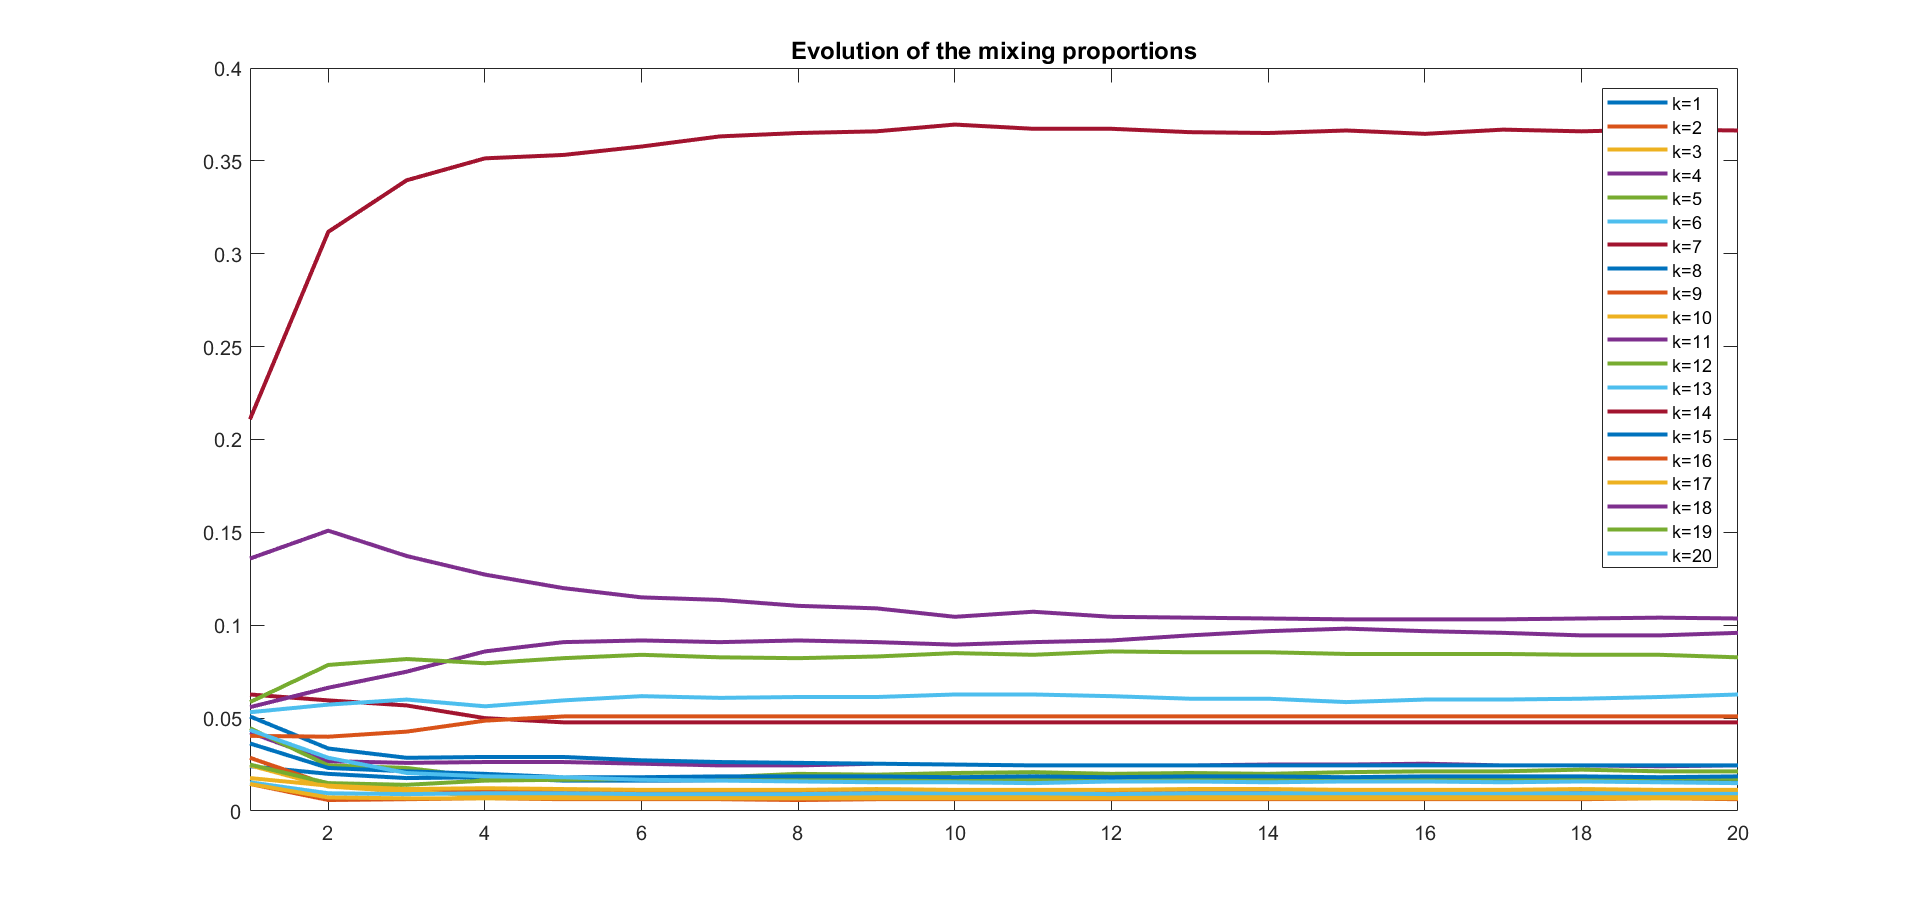 Evolution of the mixing proportions
0.4
0.35
0.3
0.25
0.2
0.15
0.1
0.05
0
2
4
6
8
10
12
14
16
18
20
k=1
k=2
k=3
k=4
k=5
k=6
k=7
k=8
k=9
k=10
k=11
k=12
k=13
k=14
k=15
k=16
k=17
k=18
k=19
k=20